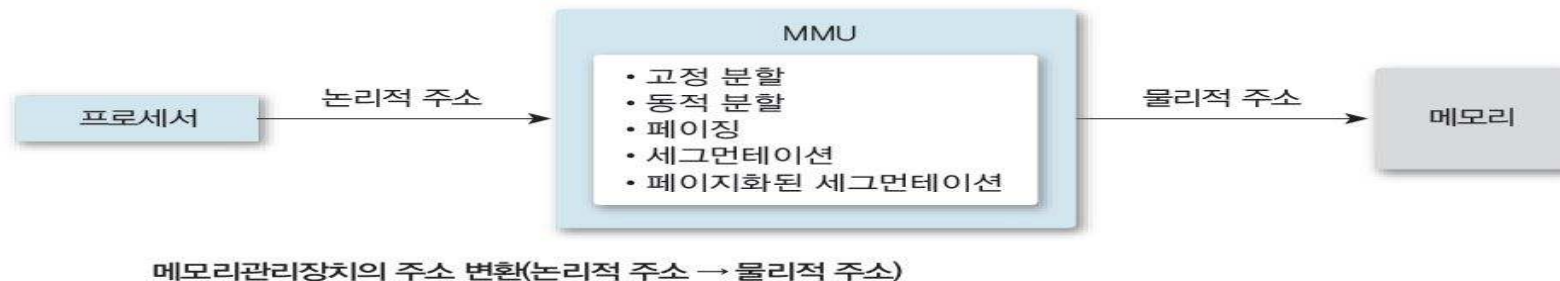 MMU
프로세서
논리적 주소
• 고정 분할
• 동적 분할
• 페이징
• 세그먼테이션
• 페이지화된 세그먼테이션
물리적 주소
메모리
메모리관리장치의 주소 변환(논리적 주소 → 물리적 주소)